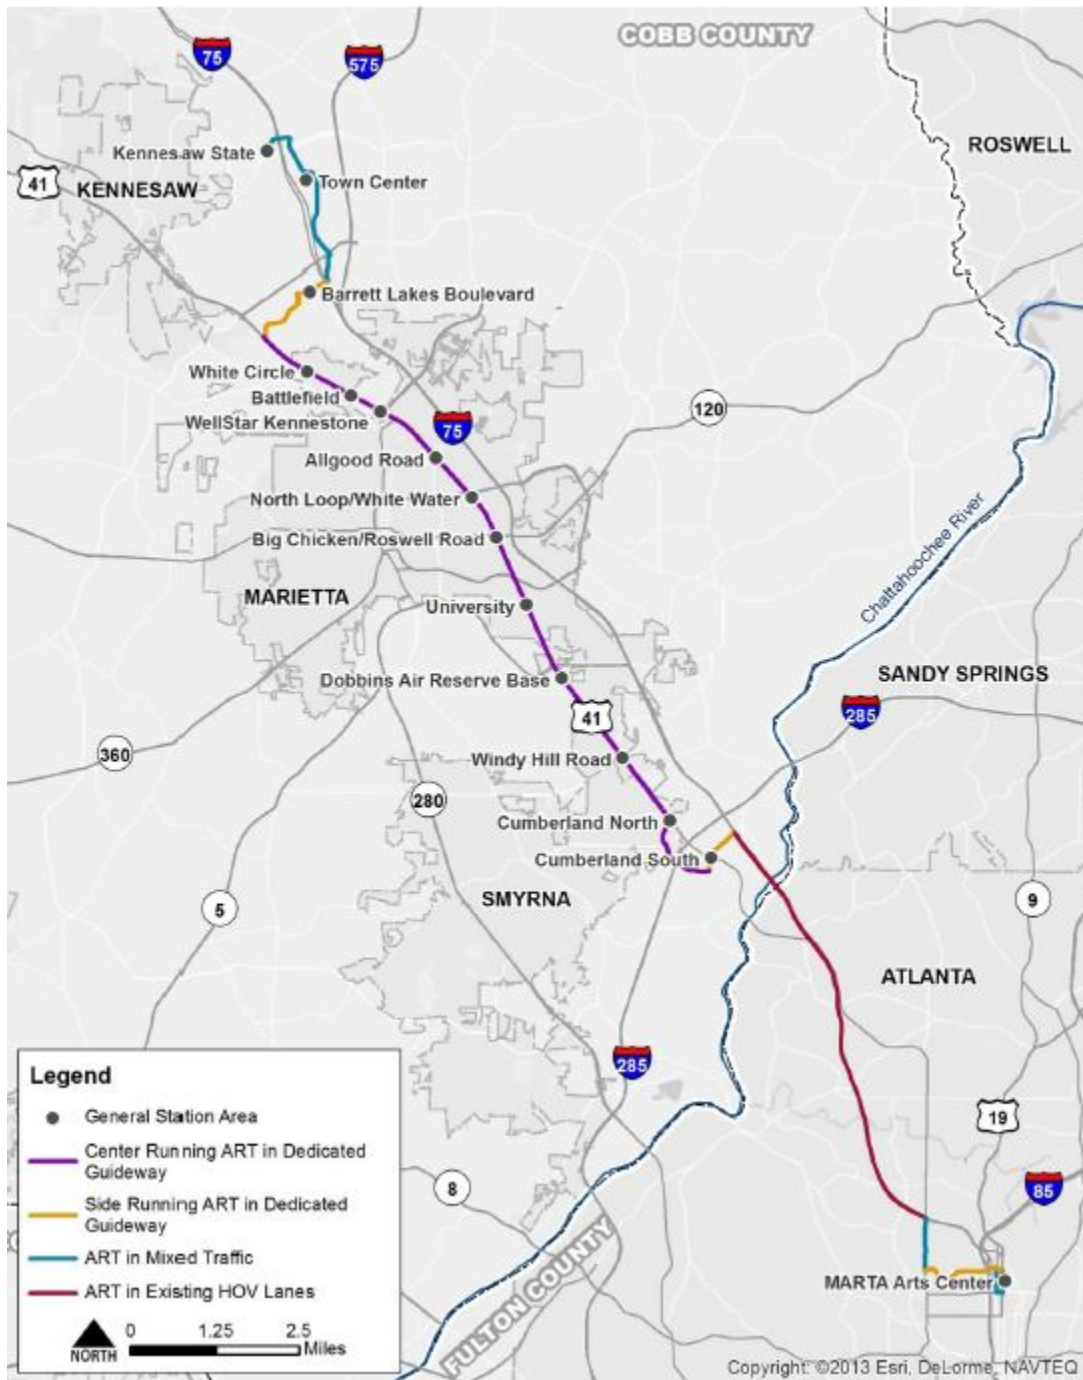 COBB COUNTY
75
575
ROSWELL
Kennesaw State
41
KENNESAW
Town Center
Barrett Lakes Boulevard
White Circle
Battlefield
WellStar Kennestone
120
75
Allgood Road
North Loop/White Water
Big Chicken/Roswell Road
Chattahoochee River
MARIETTA
University
SANDY SPRINGS
Dobbins Air Reserve Base
285
41
360
Windy Hill Road
280
Cumberland North
Cumberland South
SMYRNA
5
9
ATLANTA
285
19
8
85
MARTA Arts Center
FULTON COUNTY
Legend
General Station Area
Center Running ART in Dedicated
Guideway
Side Running ART in Dedicated
Guideway
ART in Mixed Traffic
ART in Existing HOV Lanes
NORTH
0 1.25 2.5
Miles
Copyright: ©2013 Esri, DeLorme, NAVTEQ